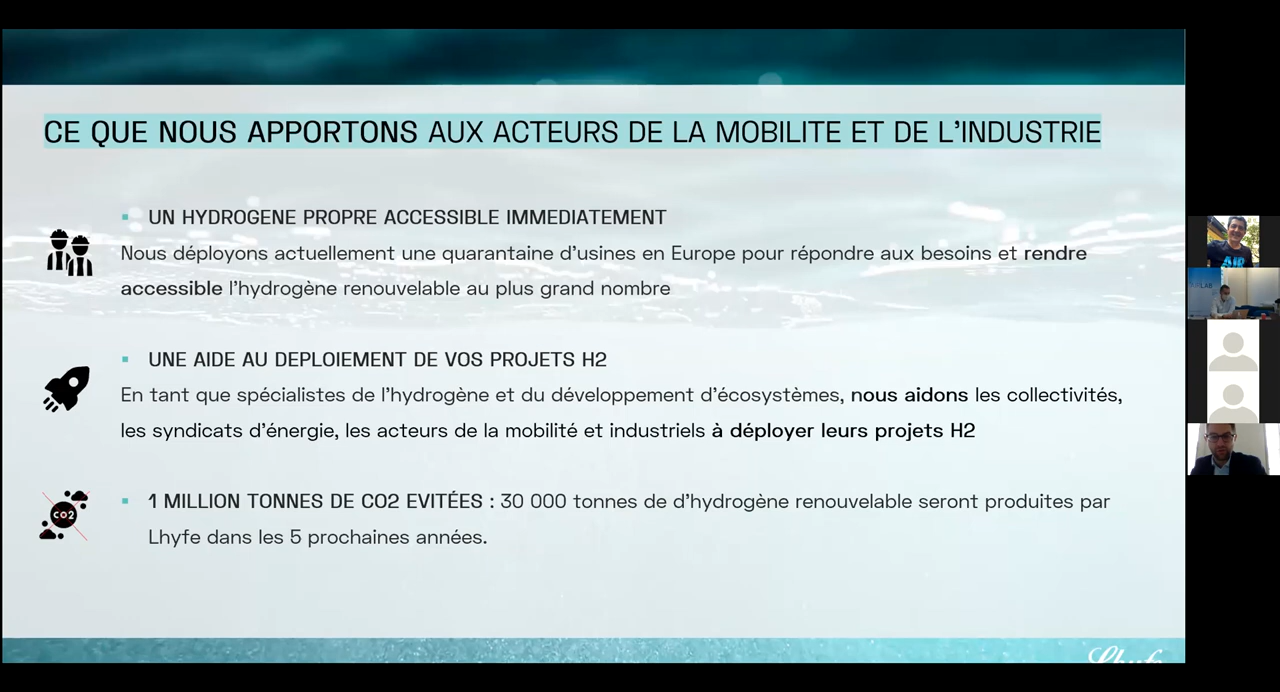 CE QUE NOUS APPORTONS AUX ACTEURS DE LA MOBILITE ET DE L'INDUSTRIE
▪ UN HYDROGENE PROPRE ACCESSIBLE IMMEDIATEMENT
Nous déployons actuellement une quarantaine d'usines en Europe pour répondre aux besoins et rendre
accessible l'hydrogène renouvelable au plus grand nombre
▪ UNE AIDE AU DEPLOIEMENT DE VOS PROJETS H2
En tant que spécialistes de l'hydrogène et du développement d'écosystèmes, nous aidons les collectivités,
les syndicats d'énergie, les acteurs de la mobilité et industriels à déployer leurs projets H2
CO2
▪ 1 MILLION TONNES DE CO2 EVITÉES : 30 000 tonnes de d'hydrogène renouvelable seront produites par
Lhyfe dans les 5 prochaines années.
Lhyfe